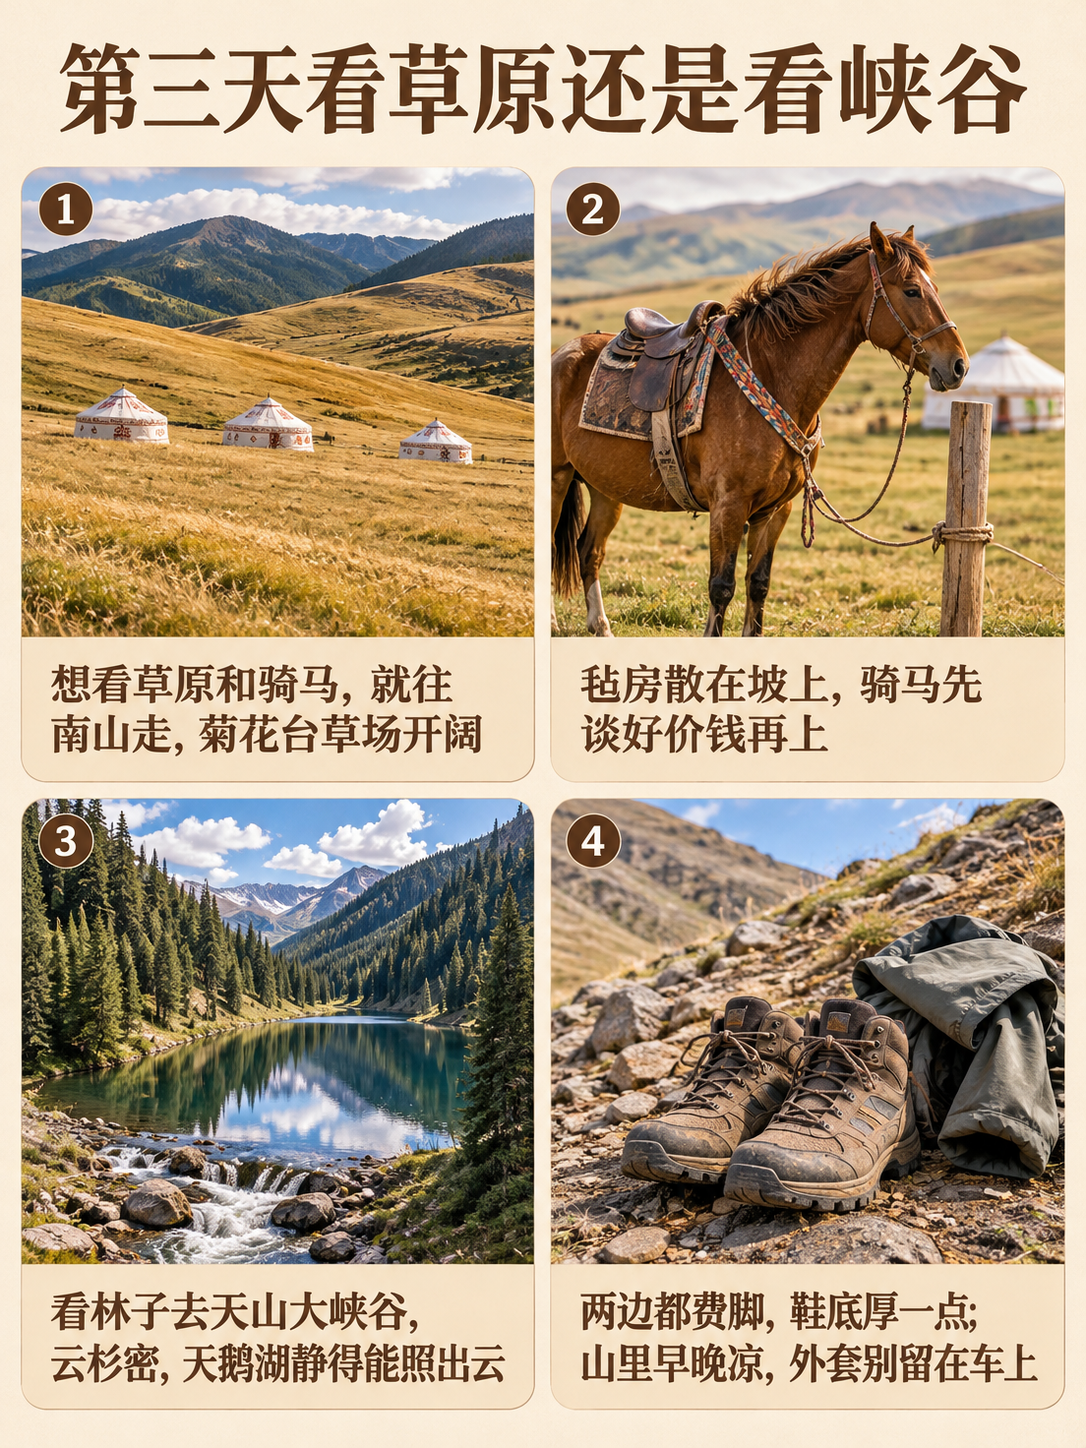 第三天看草原还是看峡谷
1
想看草原和骑马，就往
南山走，菊花台草场开阔
2
毡房散在坡上，骑马先
谈好价钱再上
3
看林子去天山大峡谷，
云杉密，天鹅湖静得能照出云
4
两边都费脚，鞋底厚一点；
山里早晚凉，外套别留在车上